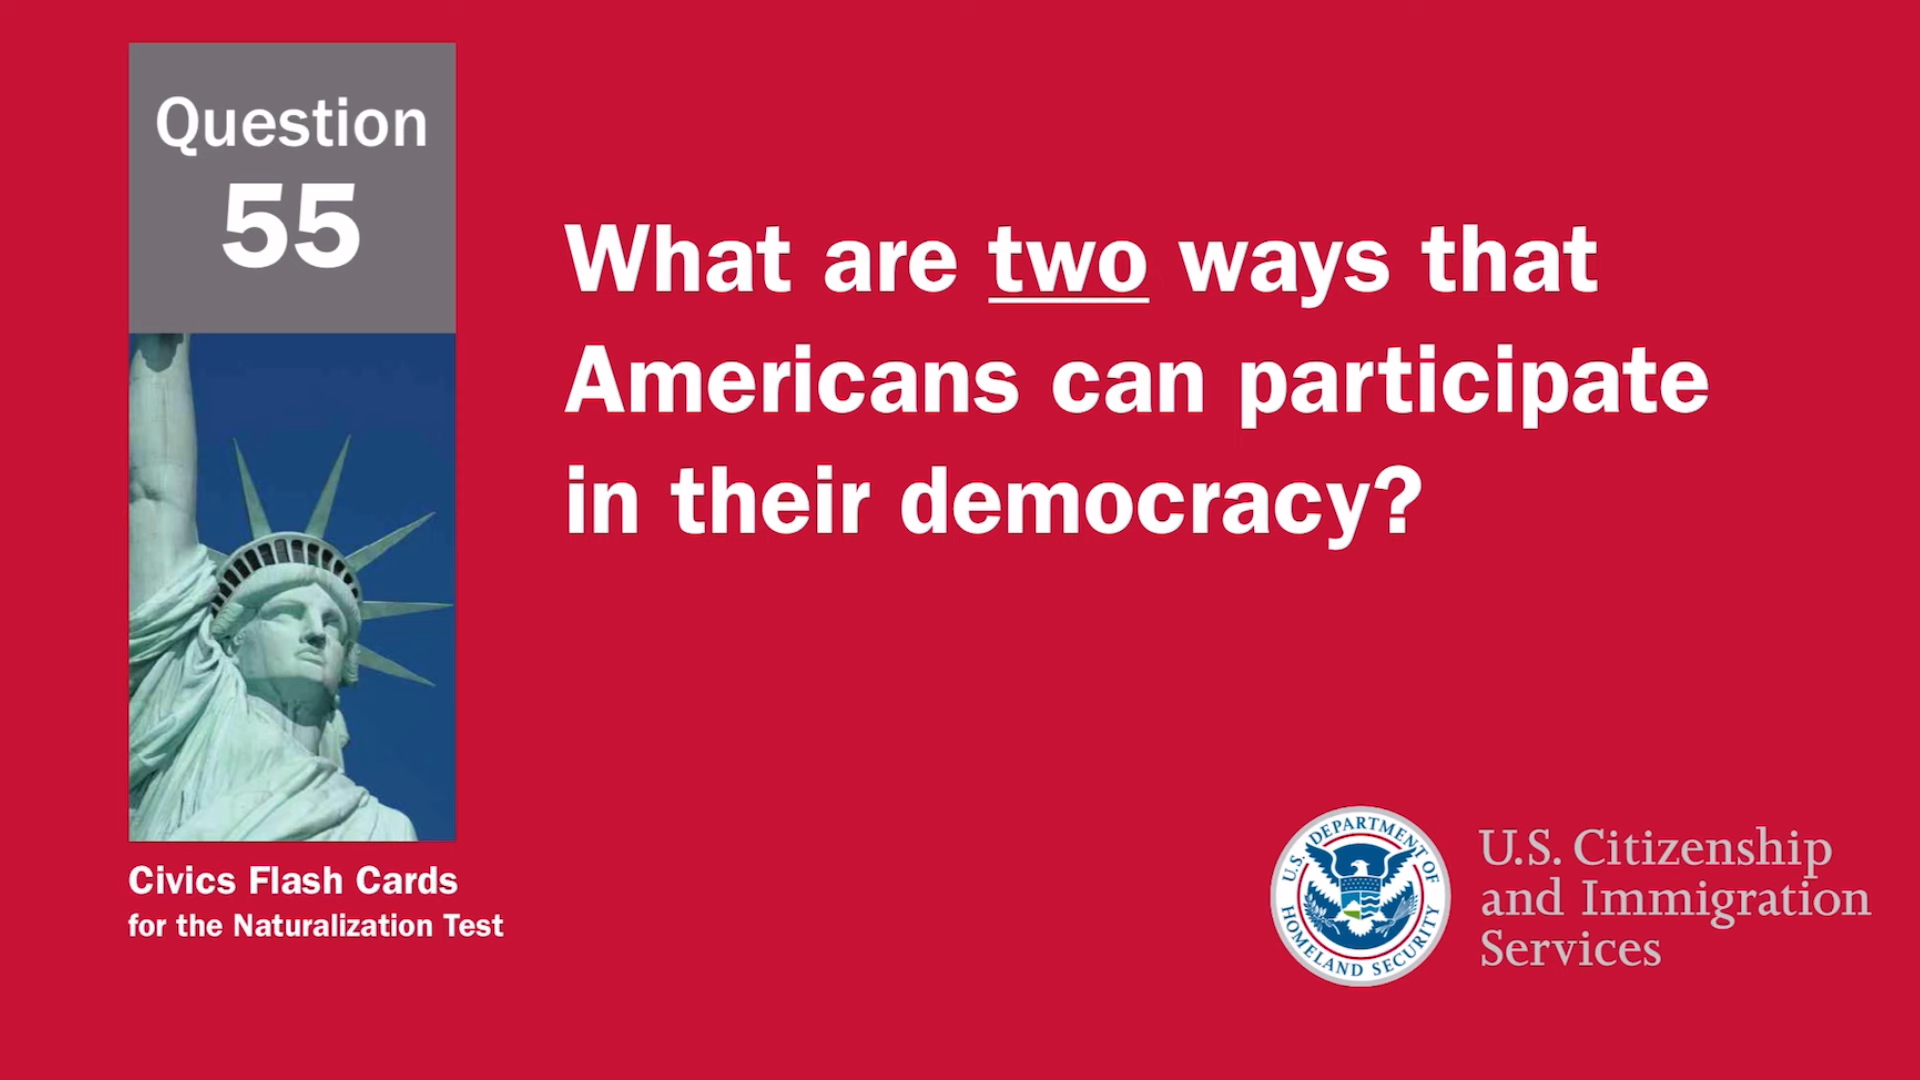 Question
55
What are two ways that
Americans can participate
in their democracy?
Civics Flash Cards
for the Naturalization Test
U.S. DEPARTMENT OF
HOMELAND SECURITY
U.S. Citizenship
and Immigration
Services